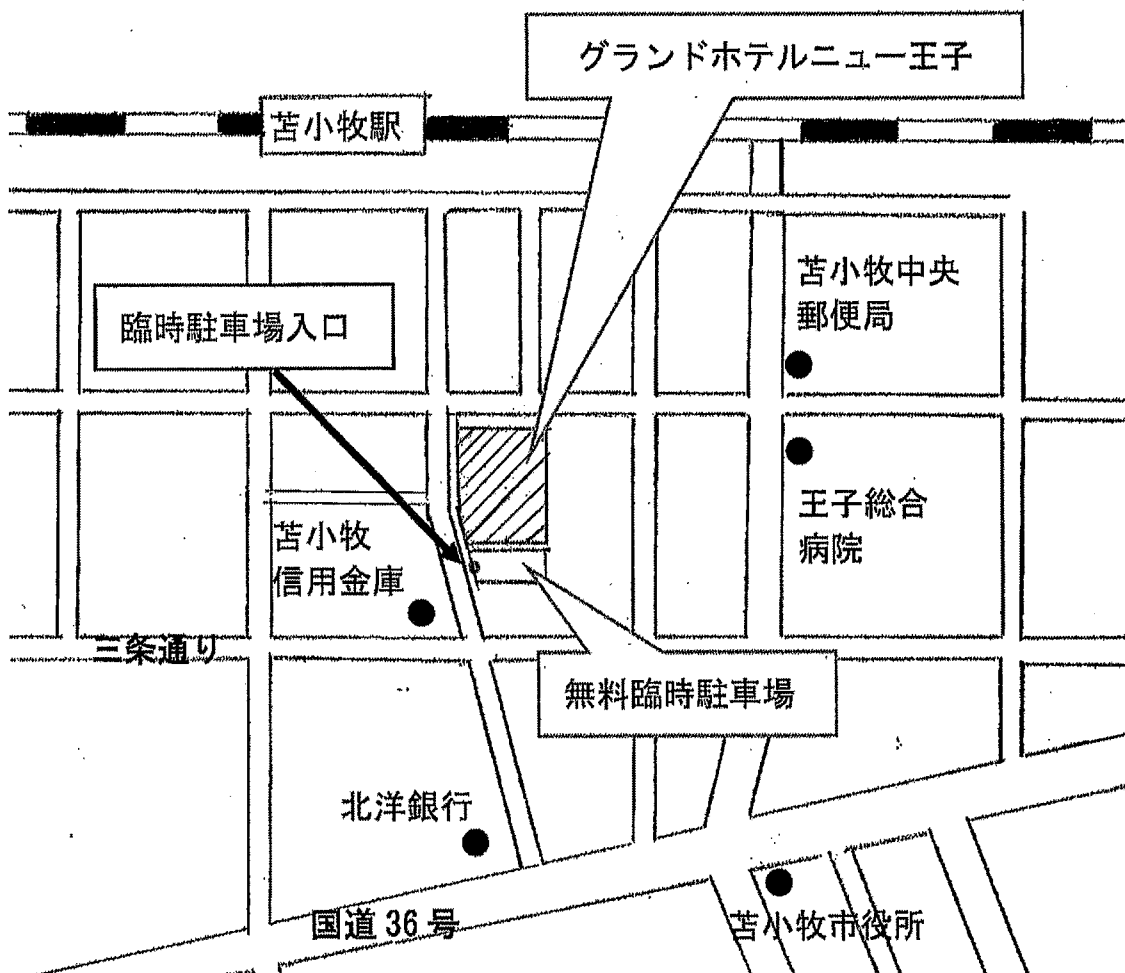 グランドホテルニュー王子
苫小牧駅
苫小牧中央
郵便局
臨時駐車場入口
王子総合
病院
苫小牧
信用金庫
三条通り
無料臨時駐車場
北洋銀行
国道36号
苫小牧市役所